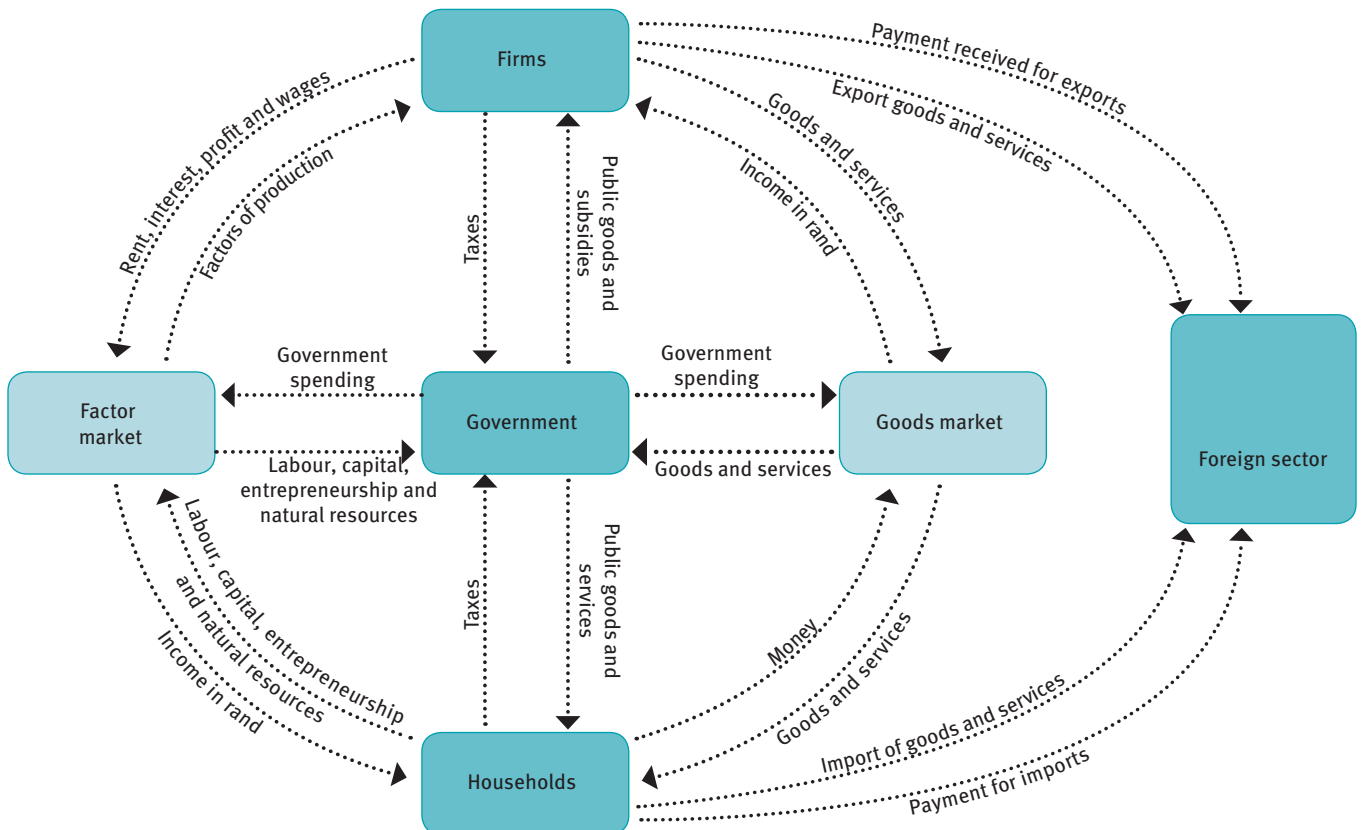 Firms
Payment received for exports
Export goods and services
Goods and services
Income in rand
Rent, interest, profit and wages
Factors of production
Taxes
Public goods and
subsidies
Government
spending
Government
spending
Factor
market
Government
Goods market
Foreign sector
Labour, capital,
entrepreneurship and
natural resources
Goods and services
Labour, capital, entrepreneurship
and natural resources
Income in rand
Taxes
Public goods and
services
Money
Goods and services
Import of goods and services
Payment for imports
Households